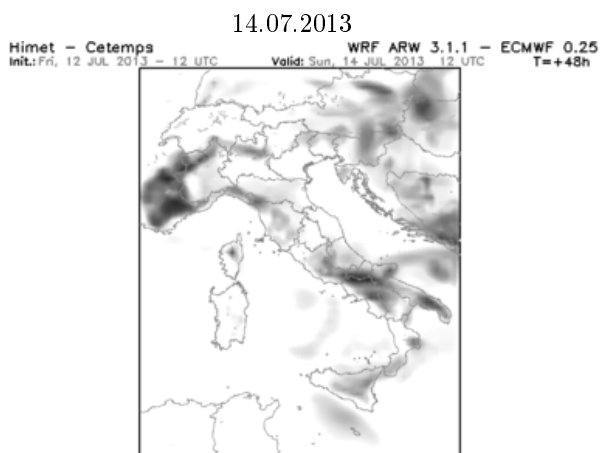 14.07.2013
Himet - Cetemps WRF ARW 3.1.1 - ECMWF 0.25
Init.: Fri, 12 JUL 2013 - 12 UTC Valid: Sun, 14 JUL 2013 12 UTC T=+48h